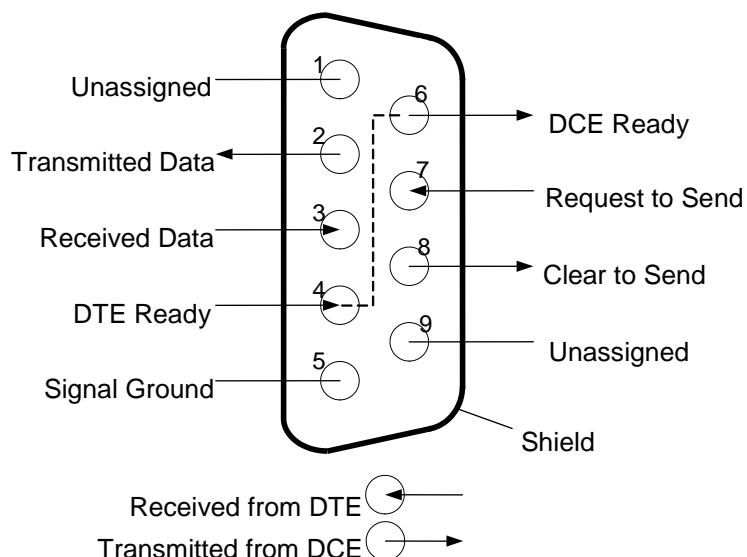 1
Unassigned
6
DCE Ready
2
Transmitted Data
7
Request to Send
3
Received Data
8
Clear to Send
4
DTE Ready
9
Unassigned
5
Signal Ground
Shield
Received from DTE
Transmitted from DCE